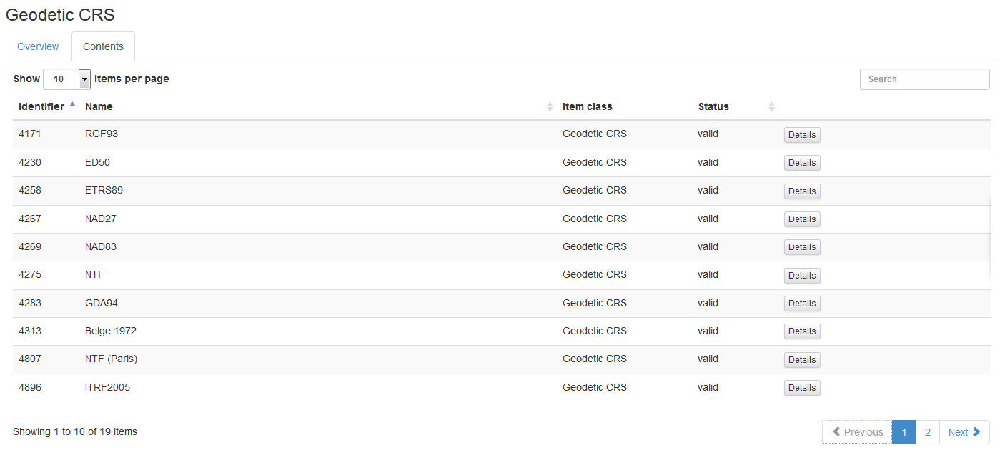 Geodetic CRS
Overview Contents
Show 10 items per page Search
Identifier Name Item class Status
4171 RGF93 Geodetic CRS valid Details
4230 ED50 Geodetic CRS valid Details
4258 ETRS89 Geodetic CRS valid Details
4267 NAD27 Geodetic CRS valid Details
4269 NAD83 Geodetic CRS valid Details
4275 NTF Geodetic CRS valid Details
4283 GDA94 Geodetic CRS valid Details
4313 Belge 1972 Geodetic CRS valid Details
4807 NTF (Paris) Geodetic CRS valid Details
4896 ITRF2005 Geodetic CRS valid Details
Showing 1 to 10 of 19 items Previous 1 2 Next